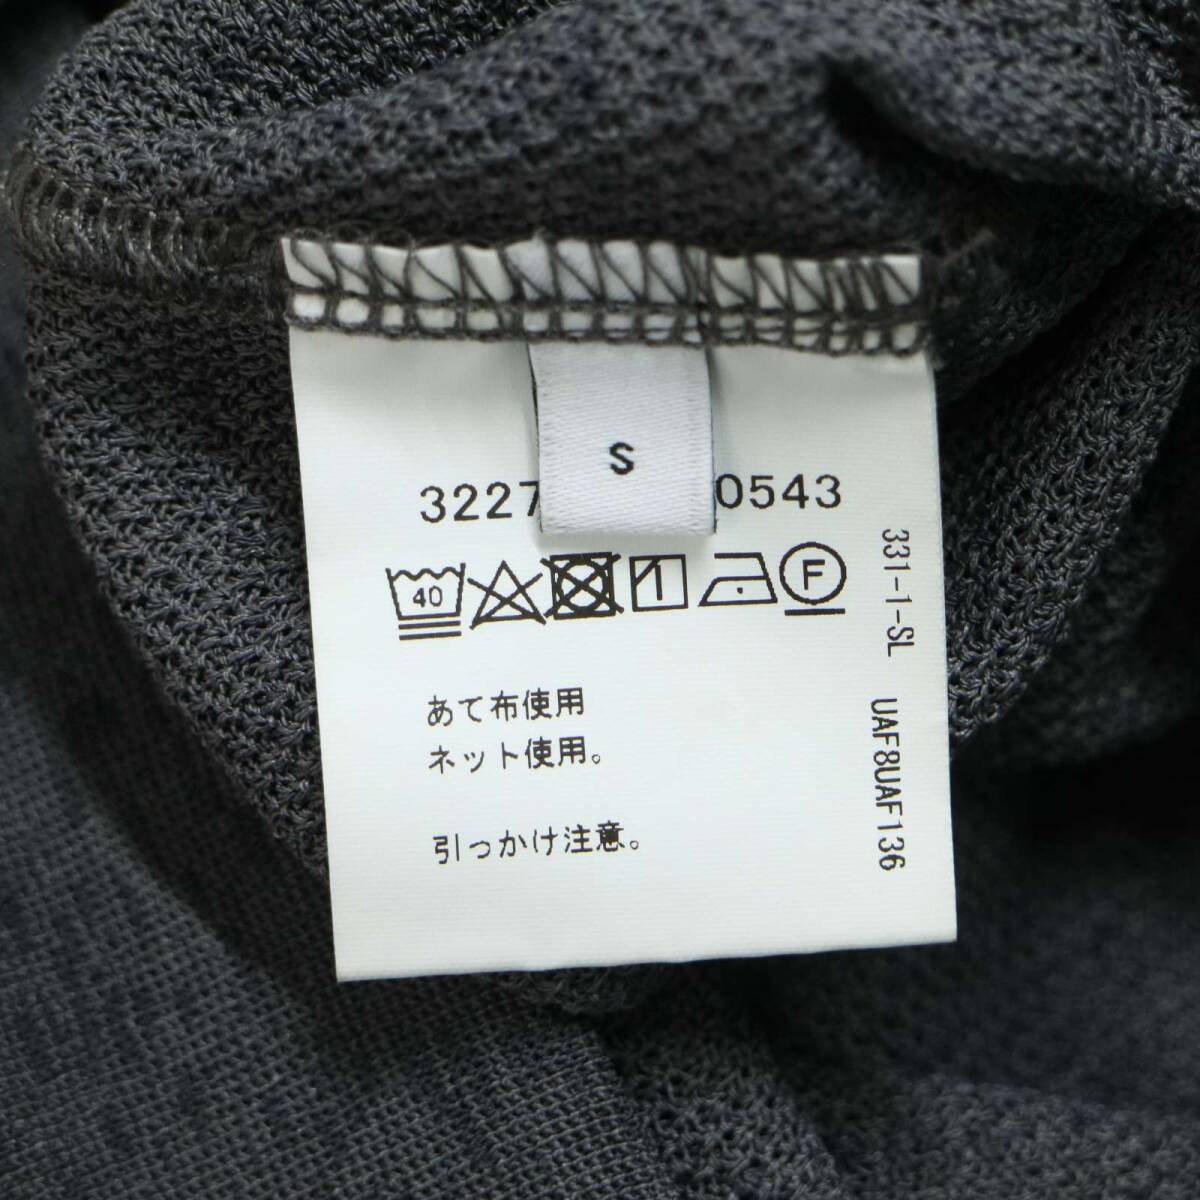 S
3227 0543
40 F
あて布使用
ネット使用。
引っかけ注意。
331-1-SL UAF8UAF136